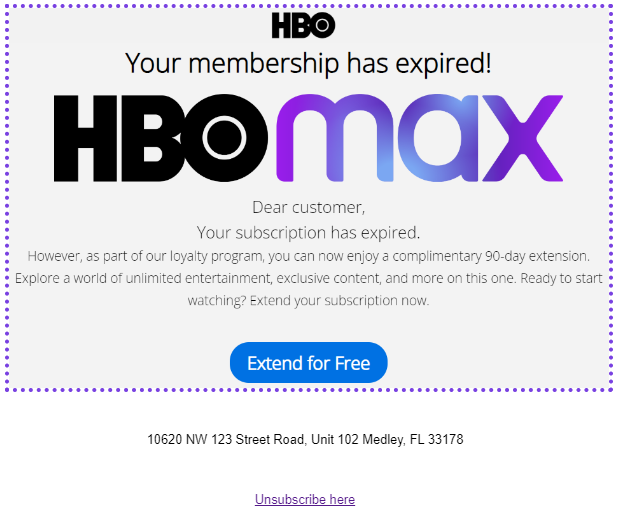 HBO
Your membership has expired!
HBOmax
Dear customer,
Your subscription has expired.
However, as part of our loyalty program, you can now enjoy a complimentary 90-day extension.
Explore a world of unlimited entertainment, exclusive content, and more on this one. Ready to start
watching? Extend your subscription now.
Extend for Free
10620 NW 123 Street Road, Unit 102 Medley, FL 33178
Unsubscribe here